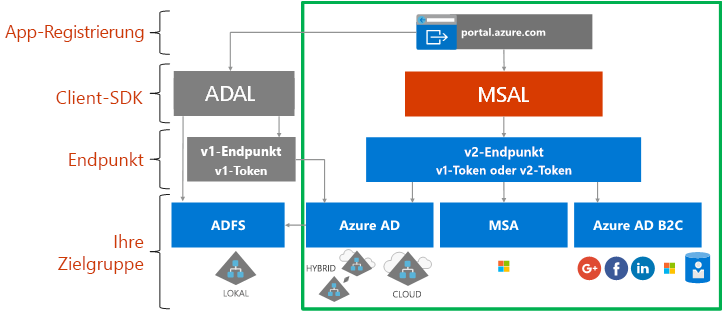 App-Registrierung
portal.azure.com
Client-SDK
ADAL
MSAL
Endpunkt
v1-Endpunkt
v1-Token
v2-Endpunkt
v1-Token oder v2-Token
Ihre
Zielgruppe
ADFS
Azure AD
MSA
Azure AD B2C
LOKAL
HYBRID
CLOUD
G+
f
in